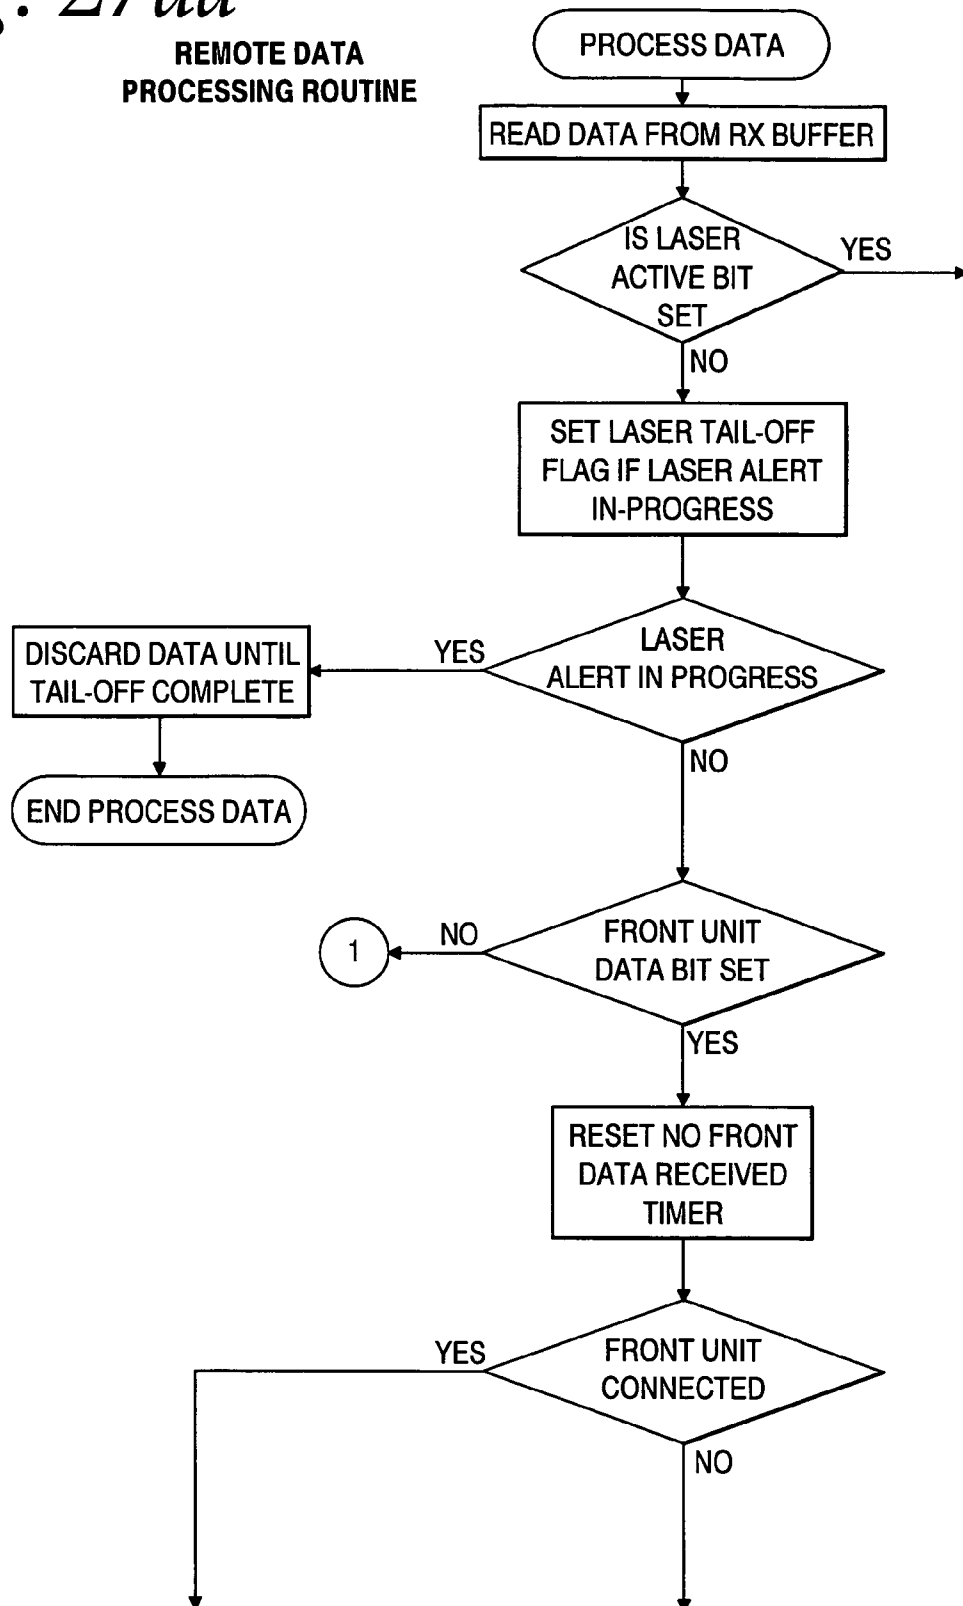 REMOTE DATA
PROCESSING ROUTINE
PROCESS DATA
READ DATA FROM RX BUFFER
IS LASER
ACTIVE BIT
SET
YES
NO
SET LASER TAIL-OFF
FLAG IF LASER ALERT
IN-PROGRESS
LASER
ALERT IN PROGRESS
YES
DISCARD DATA UNTIL
TAIL-OFF COMPLETE
END PROCESS DATA
NO
FRONT UNIT
DATA BIT SET
NO
1
YES
RESET NO FRONT
DATA RECEIVED
TIMER
FRONT UNIT
CONNECTED
YES
NO